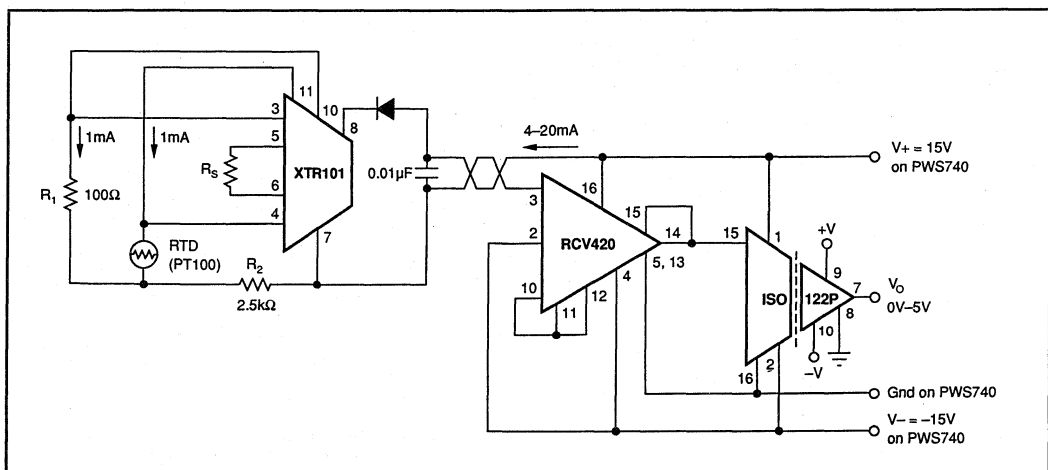 11
10
3
8
1mA
1mA
5
RS
XTR101
0.01µF
6
R1
100Ω
4
7
RTD
(PT100)
R2
2.5kΩ
4–20mA
V+ = 15V
on PWS740
16
3
15
14
15
1
2
RCV420
5, 13
4
+V
9
10
12
11
ISO
122P
7
VO
0V–5V
8
10
–V
16
2
Gnd on PWS740
V– = –15V
on PWS740